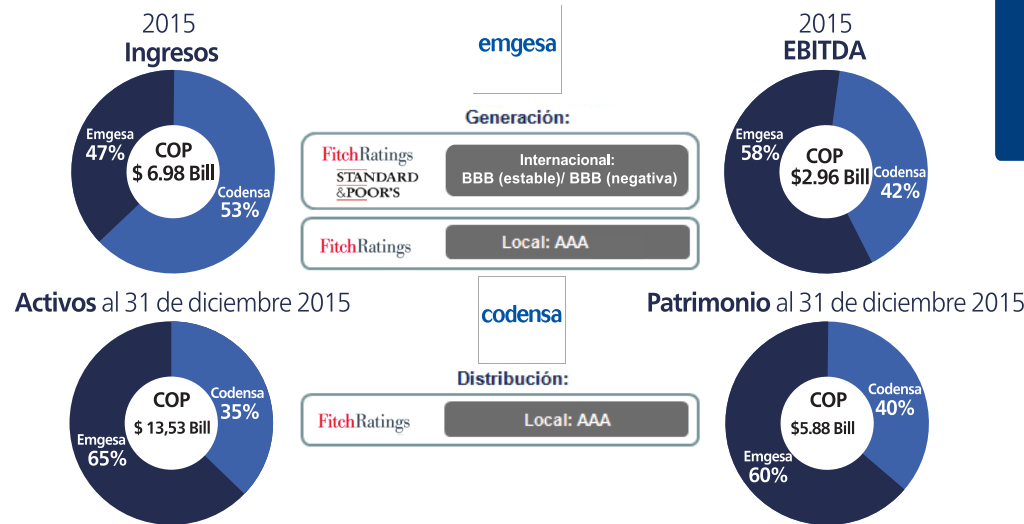 2015
Ingresos
Emgesa
47%
COP
$ 6.98 Bill
Codensa
53%
emgesa
Generación:
FitchRatings
STANDARD
&POOR'S
Internacional:
BBB (estable)/ BBB (negativa)
FitchRatings
Local: AAA
2015
EBITDA
Emgesa
58%
COP
$2.96 Bill
Codensa
42%
Activos al 31 de diciembre 2015
COP
$ 13,53 Bill
Codensa
35%
Emgesa
65%
codensa
Distribución:
FitchRatings
Local: AAA
Patrimonio al 31 de diciembre 2015
COP
$5.88 Bill
Codensa
40%
Emgesa
60%